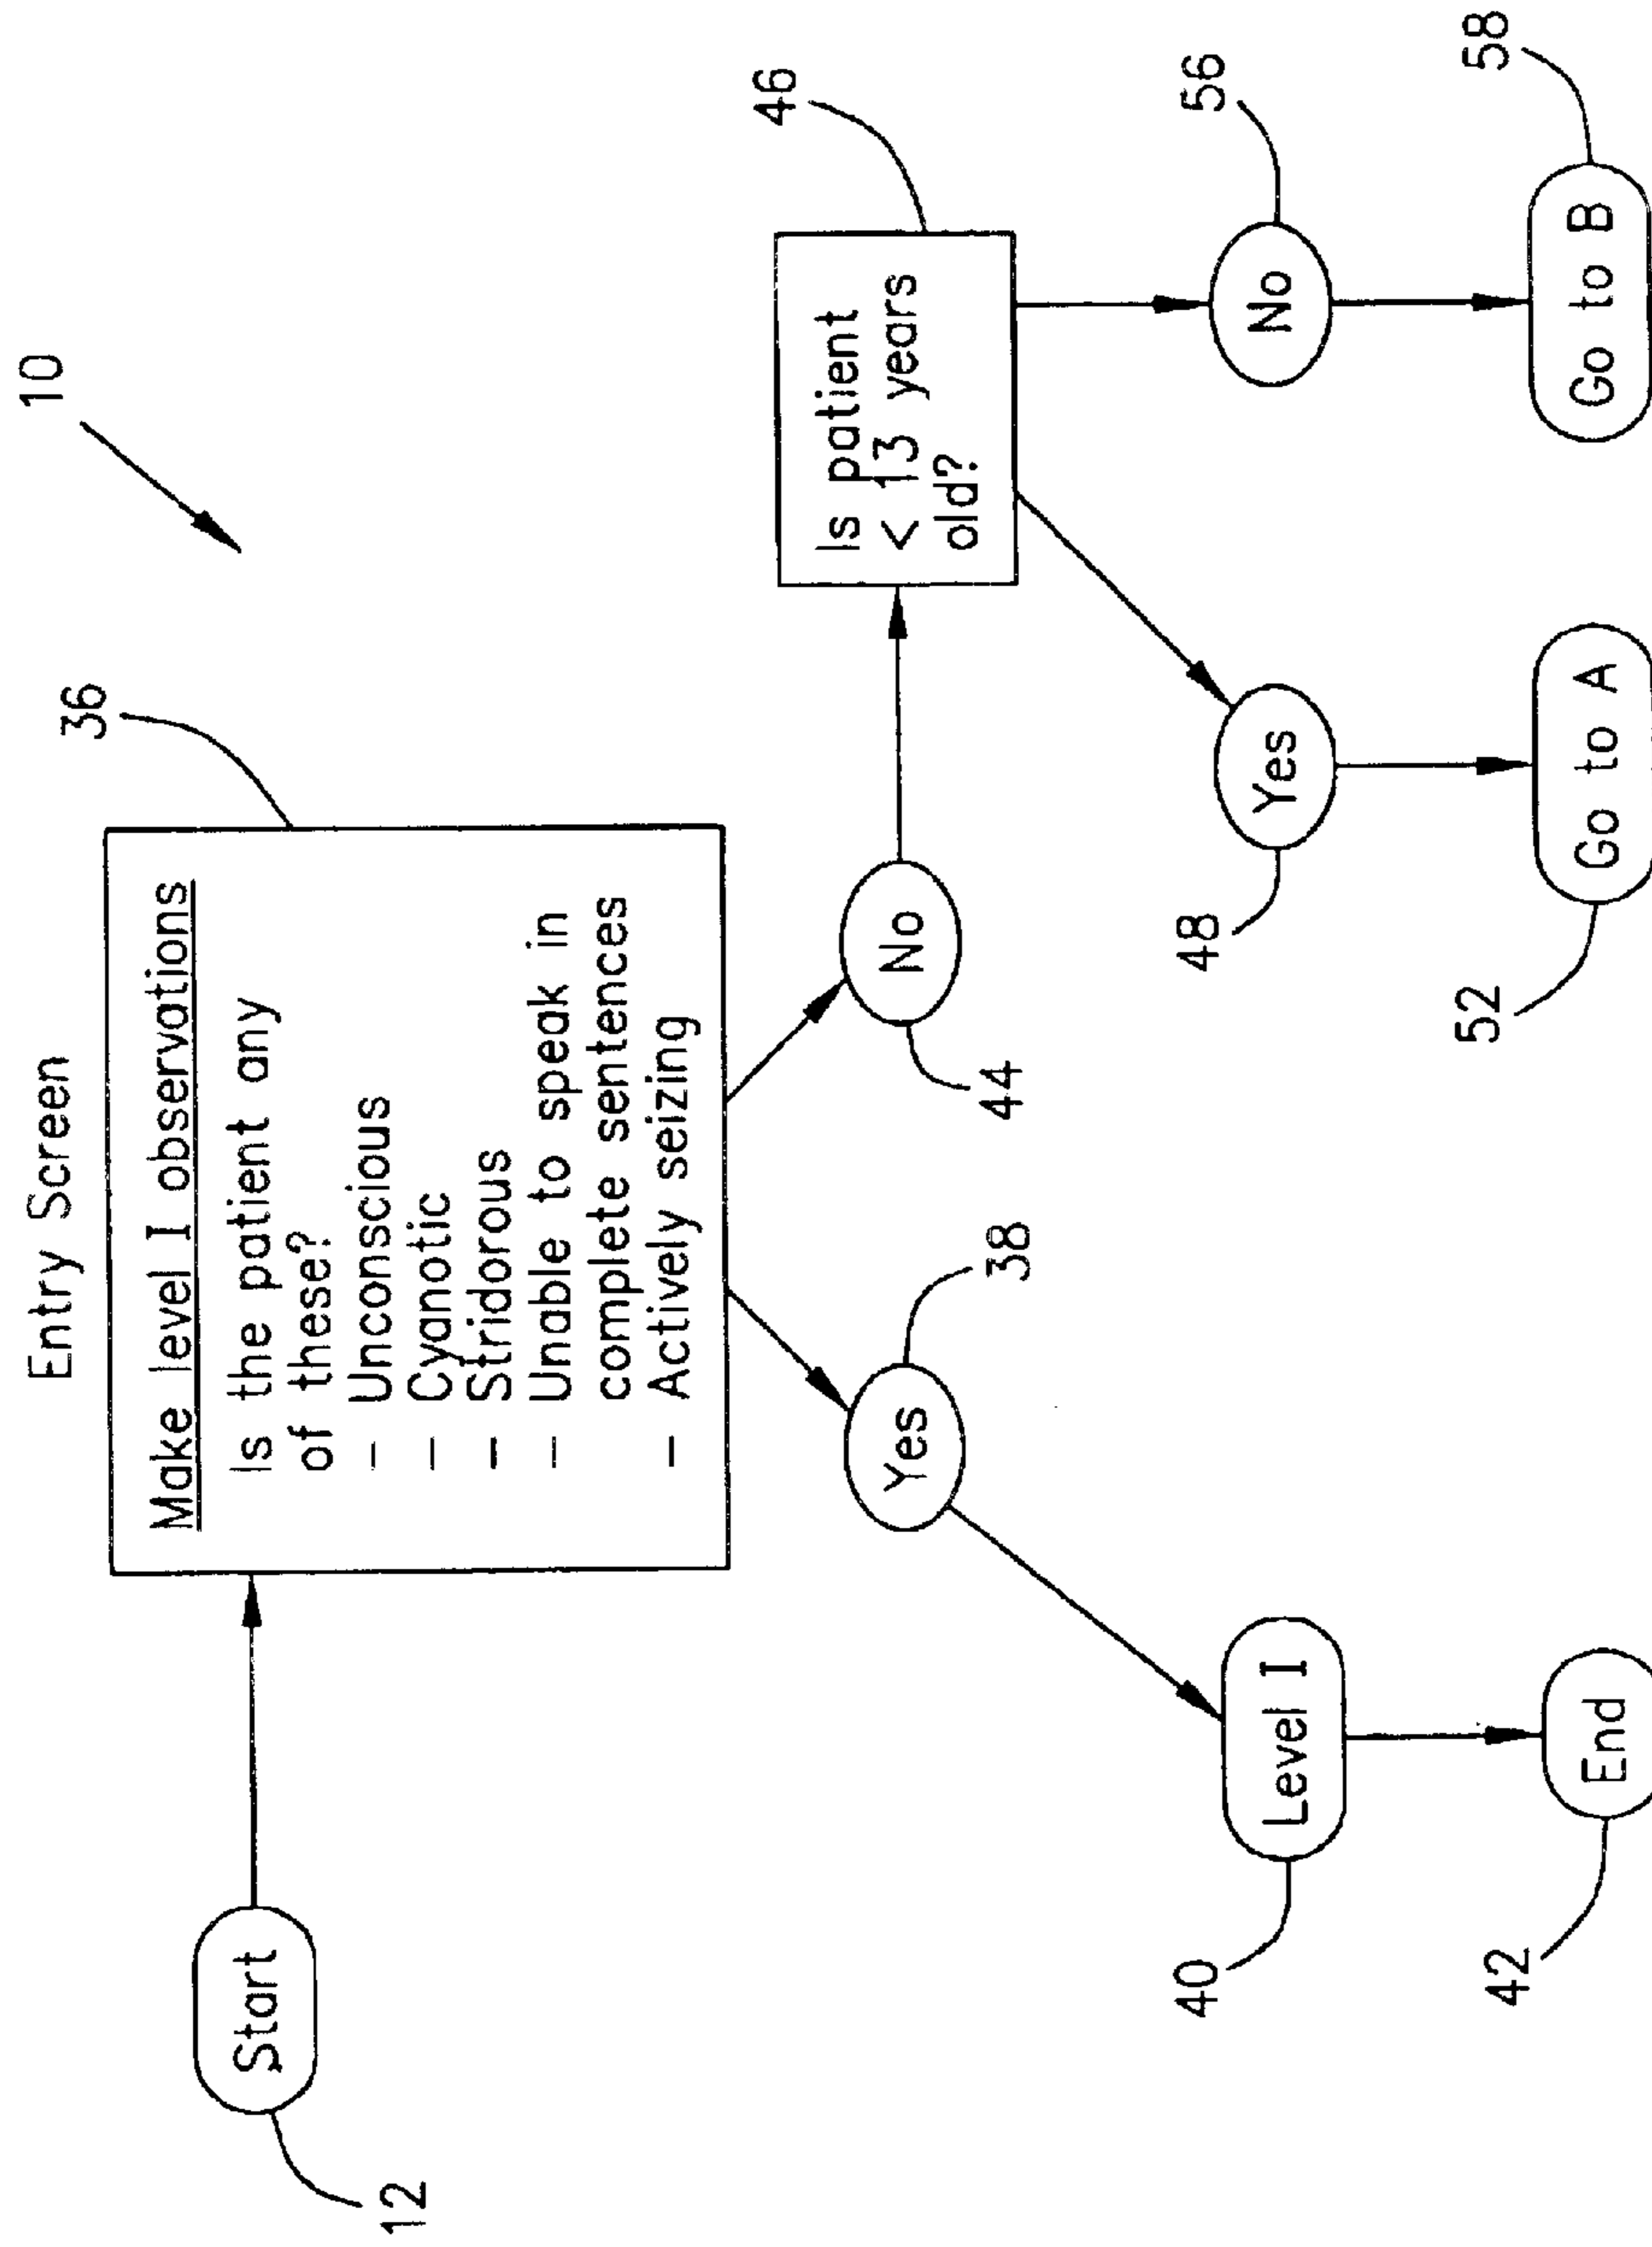 10
Entry Screen
36
Make level I observations
Is the patient any
of these?
- Unconscious
- Cyanotic
- Stridorous
- Unable to speak in
complete sentences
- Actively seizing
Start
12
46
Is patient
< 13 years
old?
No
44
Yes
38
Level I
40
Yes
48
No
56
End
42
Go to A
52
Go to B
58